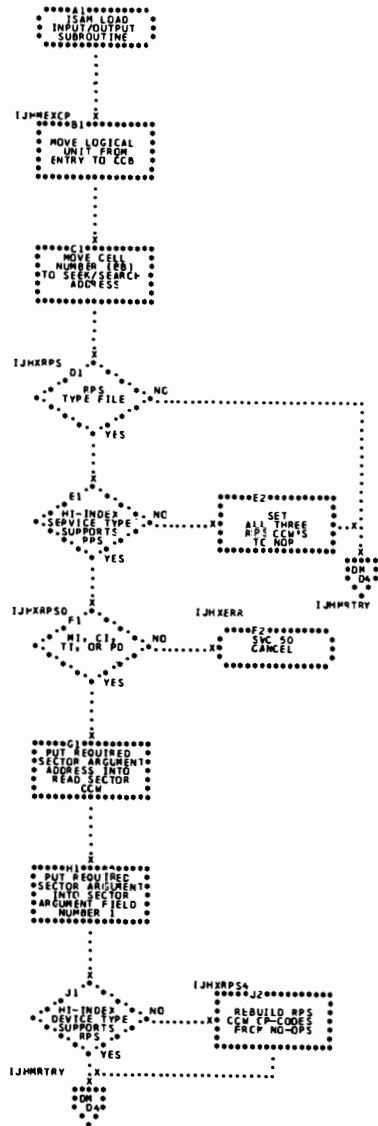 A1
ISAM LOAD
INPUT/OUTPUT
SUBROUTINE
IJHMEXCP
B1
MOVE LOGICAL
UNIT FROM
ENTRY TO CCB
C1
MOVE CELL
NUMBER (BB)
TO SEEK/SEARCH
ADDRESS
IJHXRPS
D1
RPS
TYPE FILE
NO
YES
E1
HI-INDEX
SERVICE TYPE
SUPPORTS
RPS
NO
YES
E2
SET
ALL THREE
RPS CCW'S
TO NOP
DM
D4
IJHMRTRY
IJHXRPS0
F1
MI, CI,
TT, OR PD
NO
YES
IJHXERR
F2
SVC 50
CANCEL
G1
PUT REQUIRED
SECTOR ARGUMENT
ADDRESS INTO
READ SECTOR
CCW
H1
PUT REQUIRED
SECTOR ARGUMENT
INTO SECTOR
ARGUMENT FIELD
NUMBER 1
J1
HI-INDEX
DEVICE TYPE
SUPPORTS
RPS
NO
YES
IJHXRPS4
J2
REBUILD RPS
CCW OP-CODES
FROM NO-OPS
IJHMRTRY
DM
D4